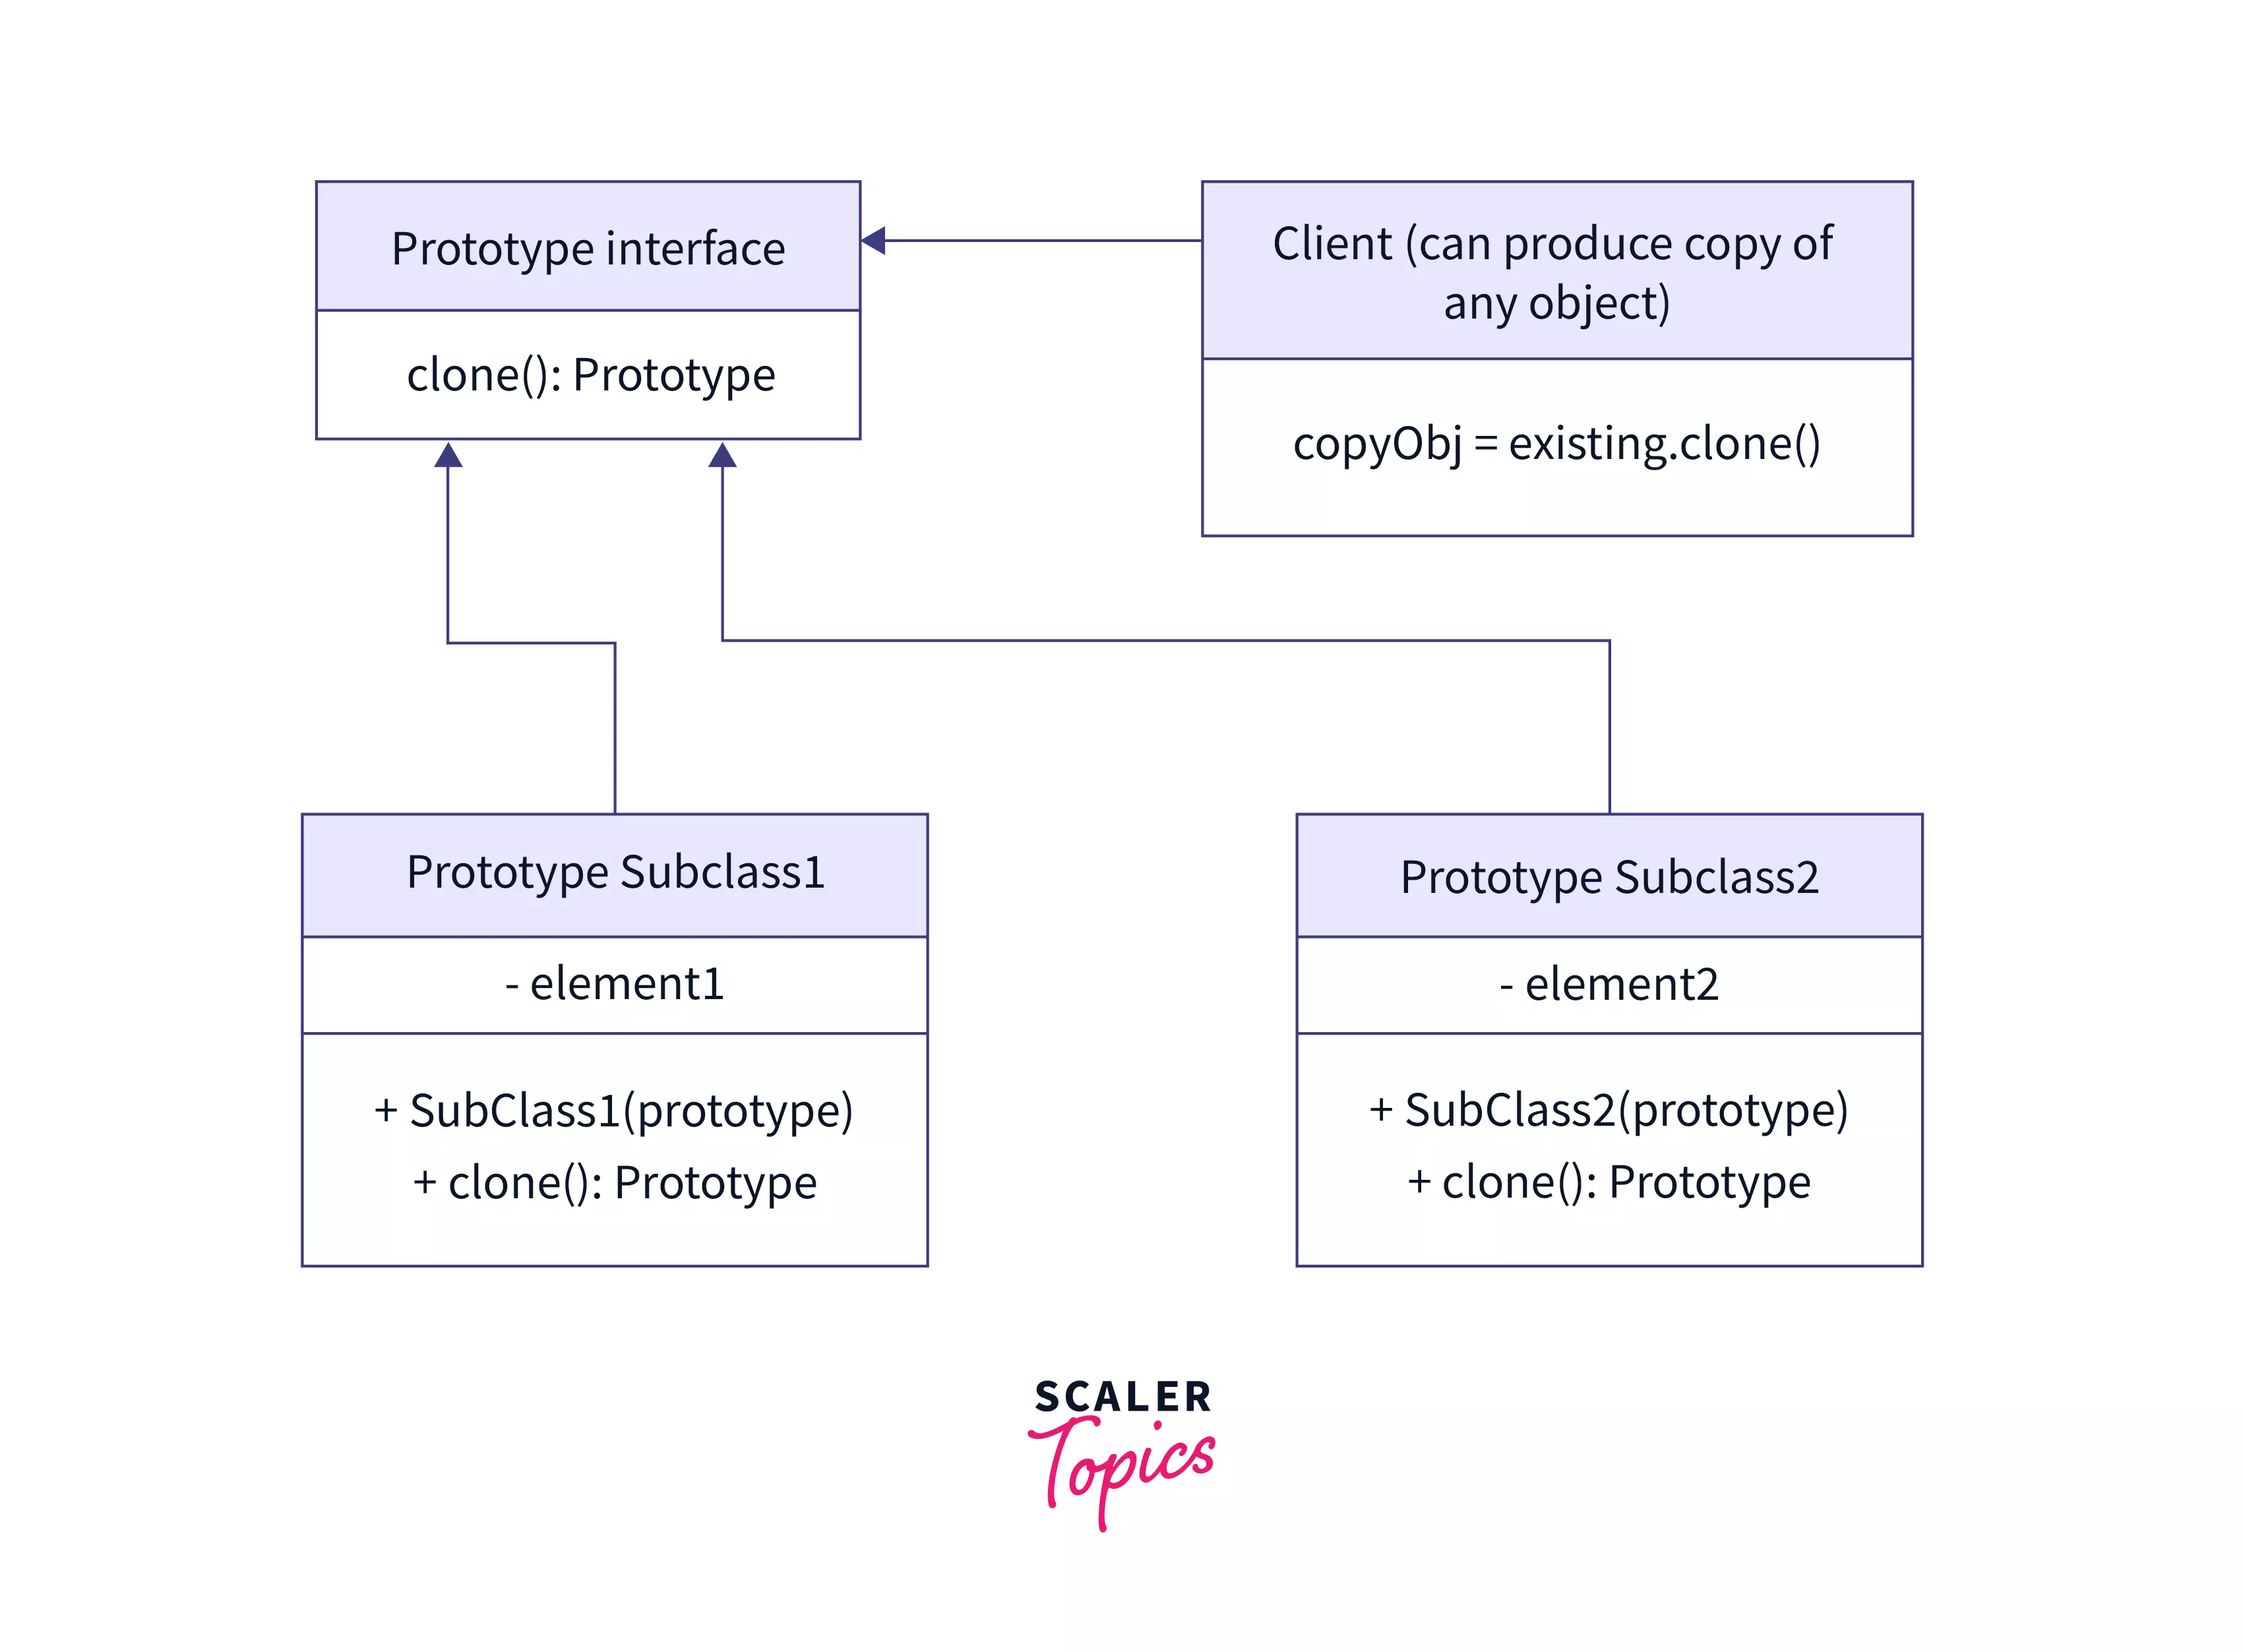 Prototype interface
clone(): Prototype
Client (can produce copy of
any object)
copyObj = existing.clone()
Prototype Subclass1
- element1
+ SubClass1(prototype)
+ clone(): Prototype
Prototype Subclass2
- element2
+ SubClass2(prototype)
+ clone(): Prototype
SCALER
Topics